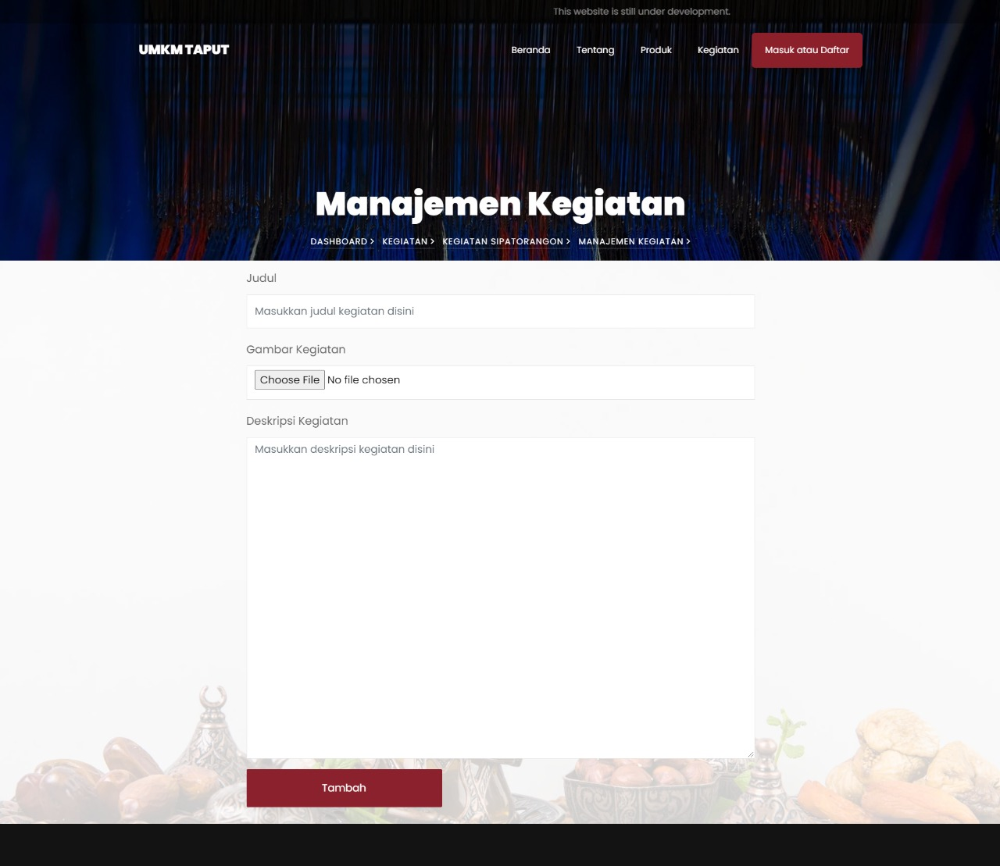 This website is still under development.
UMKM TAPUT
Beranda
Tentang
Produk
Kegiatan
Masuk atau Daftar
Manajemen Kegiatan
DASHBOARD > KEGIATAN > KEGIATAN SIPATORANGON > MANAJEMEN KEGIATAN >
Judul
Masukkan judul kegiatan disini
Gambar Kegiatan
Choose File No file chosen
Deskripsi Kegiatan
Masukkan deskripsi kegiatan disini
Tambah